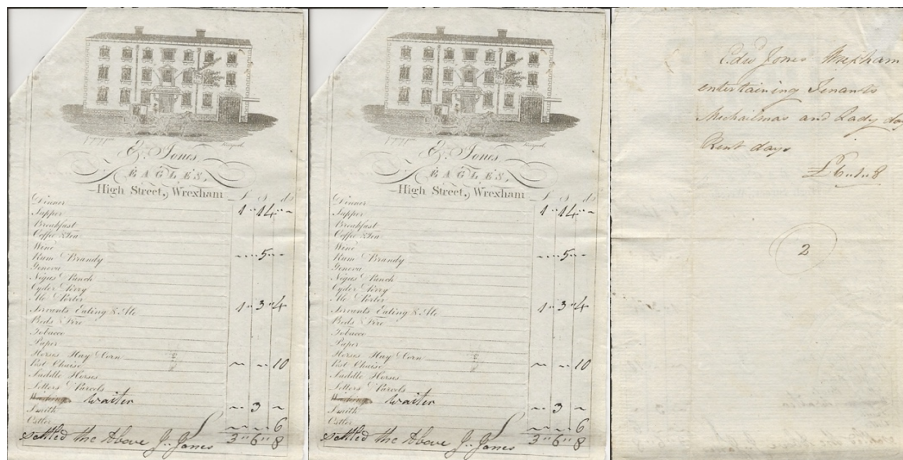 E. Jones,
EAGLES,
High Street, Wrexham
Dinner
Supper 1 " 14 " ~
Breakfast
Coffee & Tea
Wine
Rum Brandy ~ " 5 " ~
Geneva
Negus Punch
Cyder Perry
Ale Porter
Servants Eating & Ale 1 " 3 " 4
Beds Fire
Tobacco
Paper
Horses Hay Corn
Post Chaise ~ ~ " 10
Saddle Horses
Letters Parcels
Washing Waiter ~ 3 ~
Smith
Ostler ~ ~ 6
Settled the Above J. Jones 3 " 6 " 8
E. Jones,
EAGLES,
High Street, Wrexham
Dinner
Supper 1 " 14 " ~
Breakfast
Coffee & Tea
Wine
Rum Brandy ~ " 5 " ~
Geneva
Negus Punch
Cyder Perry
Ale Porter
Servants Eating & Ale 1 " 3 " 4
Beds Fire
Tobacco
Paper
Horses Hay Corn
Post Chaise ~ ~ " 10
Saddle Horses
Letters Parcels
Washing Waiter ~ 3 ~
Smith
Ostler ~ ~ 6
Settled the Above J. Jones 3 " 6 " 8
Edw Jones Wrexham
entertaining Tenants
Michailmas and Lady day
Rent days
2